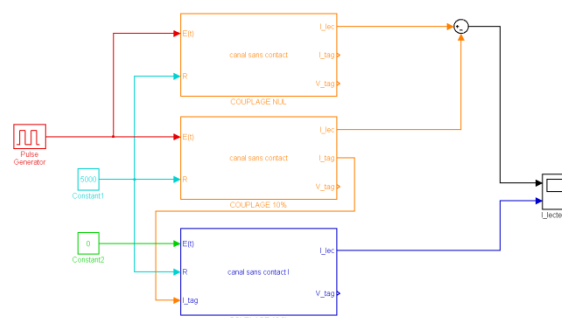 E(t)
R
canal sans contact
I_lec
I_tag
V_tag
COUPLAGE NUL
Pulse
Generator
E(t)
R
canal sans contact
I_lec
I_tag
V_tag
COUPLAGE 10%
5000
Constant1
0
Constant2
E(t)
R
I_tag
canal sans contact I
I_lec
V_tag